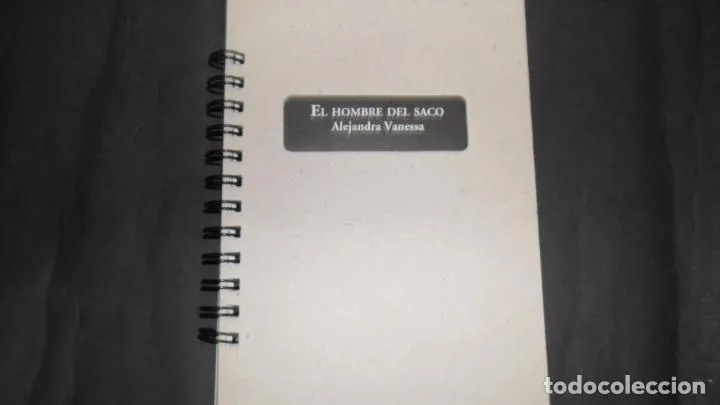 EL HOMBRE DEL SACO
Alejandra Vanessa
todocoleccion